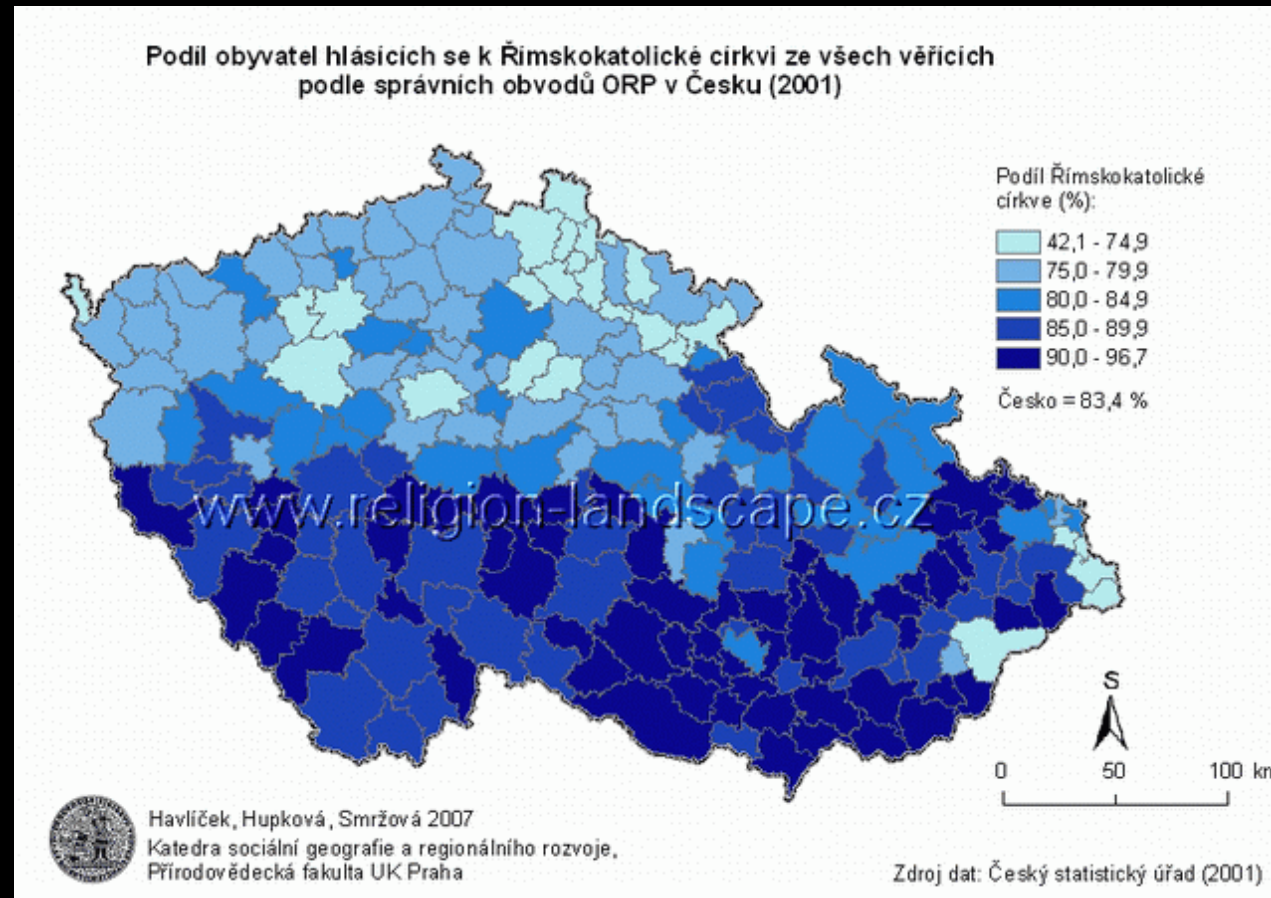 Podíl obyvatel hlásících se k Římskokatolické církvi ze všech věřících
podle správních obvodů ORP v Česku (2001)
Podíl Římskokatolické
církve (%):
42,1 - 74,9
75,0 - 79,9
80,0 - 84,9
85,0 - 89,9
90,0 - 96,7
Česko = 83,4 %
www.religion-landscape.cz
S
0 50 100 km
Havlíček, Hupková, Smržová 2007
Katedra sociální geografie a regionálního rozvoje,
Přírodovědecká fakulta UK Praha
Zdroj dat: Český statistický úřad (2001)